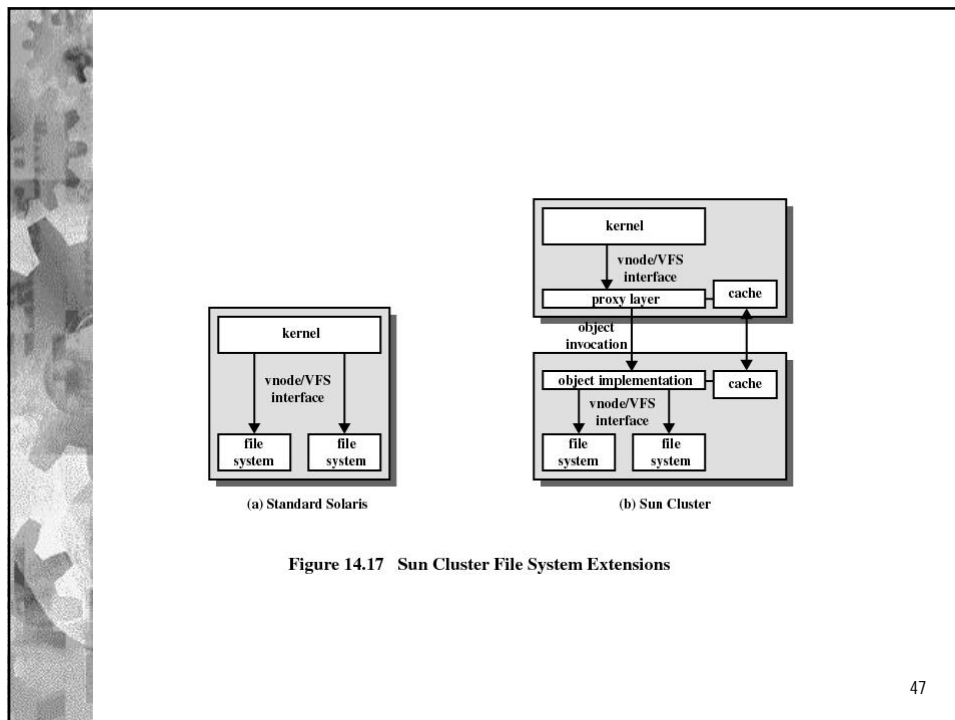 kernel
vnode/VFS
interface
file
system
file
system
(a) Standard Solaris
kernel
vnode/VFS
interface
proxy layer
cache
object
invocation
object implementation
cache
vnode/VFS
interface
file
system
file
system
(b) Sun Cluster
Figure 14.17 Sun Cluster File System Extensions
47